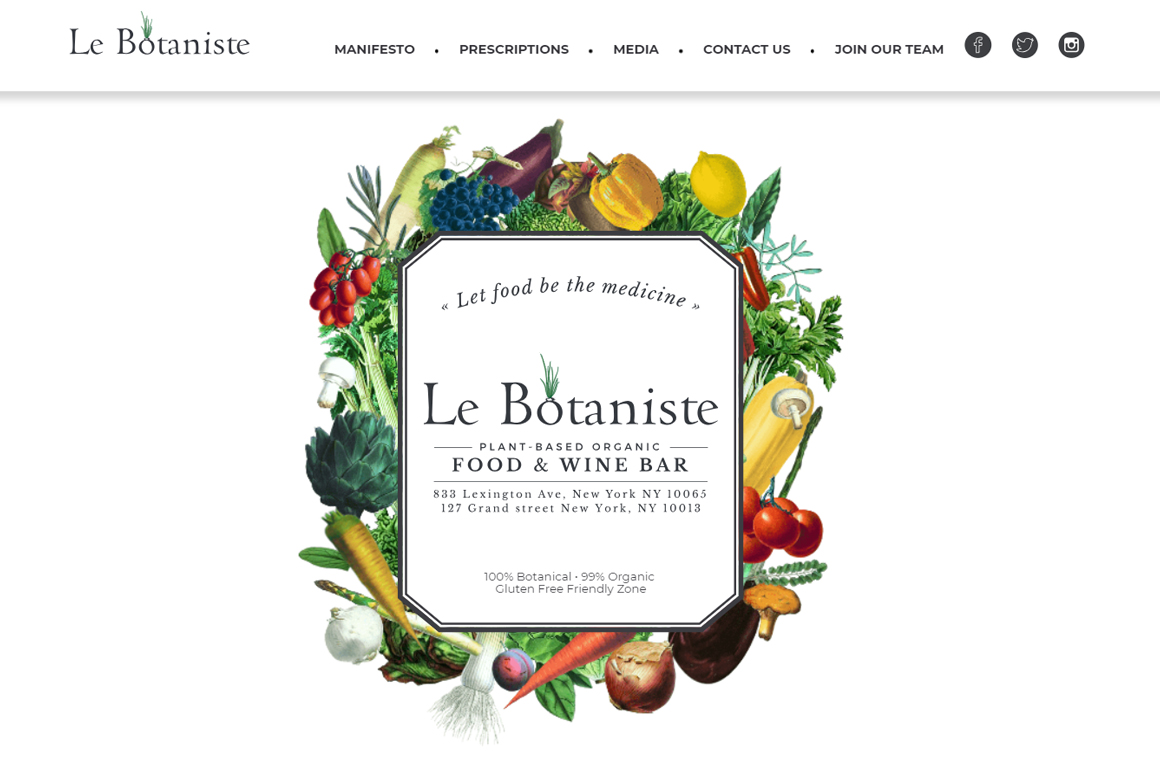 Le Botaniste
MANIFESTO • PRESCRIPTIONS • MEDIA • CONTACT US • JOIN OUR TEAM
« Let food be the medicine »
Le Botaniste
PLANT-BASED ORGANIC
FOOD & WINE BAR
833 Lexington Ave, New York NY 10065
127 Grand street New York, NY 10013
100% Botanical • 99% Organic
Gluten Free Friendly Zone